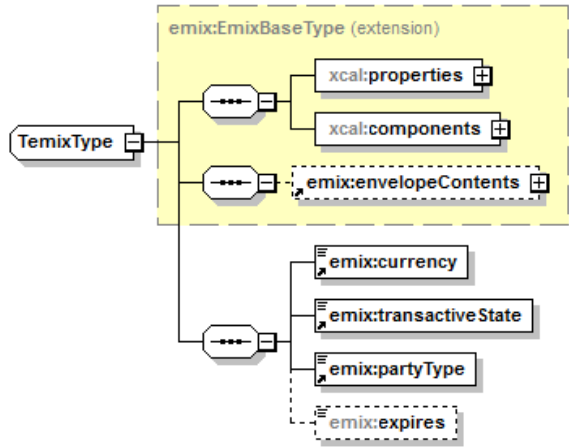 emix:EmixBaseType (extension)
xcal:properties
TemixType
xcal:components
emix:envelopeContents
emix:currency
emix:transactiveState
emix:partyType
emix:expires